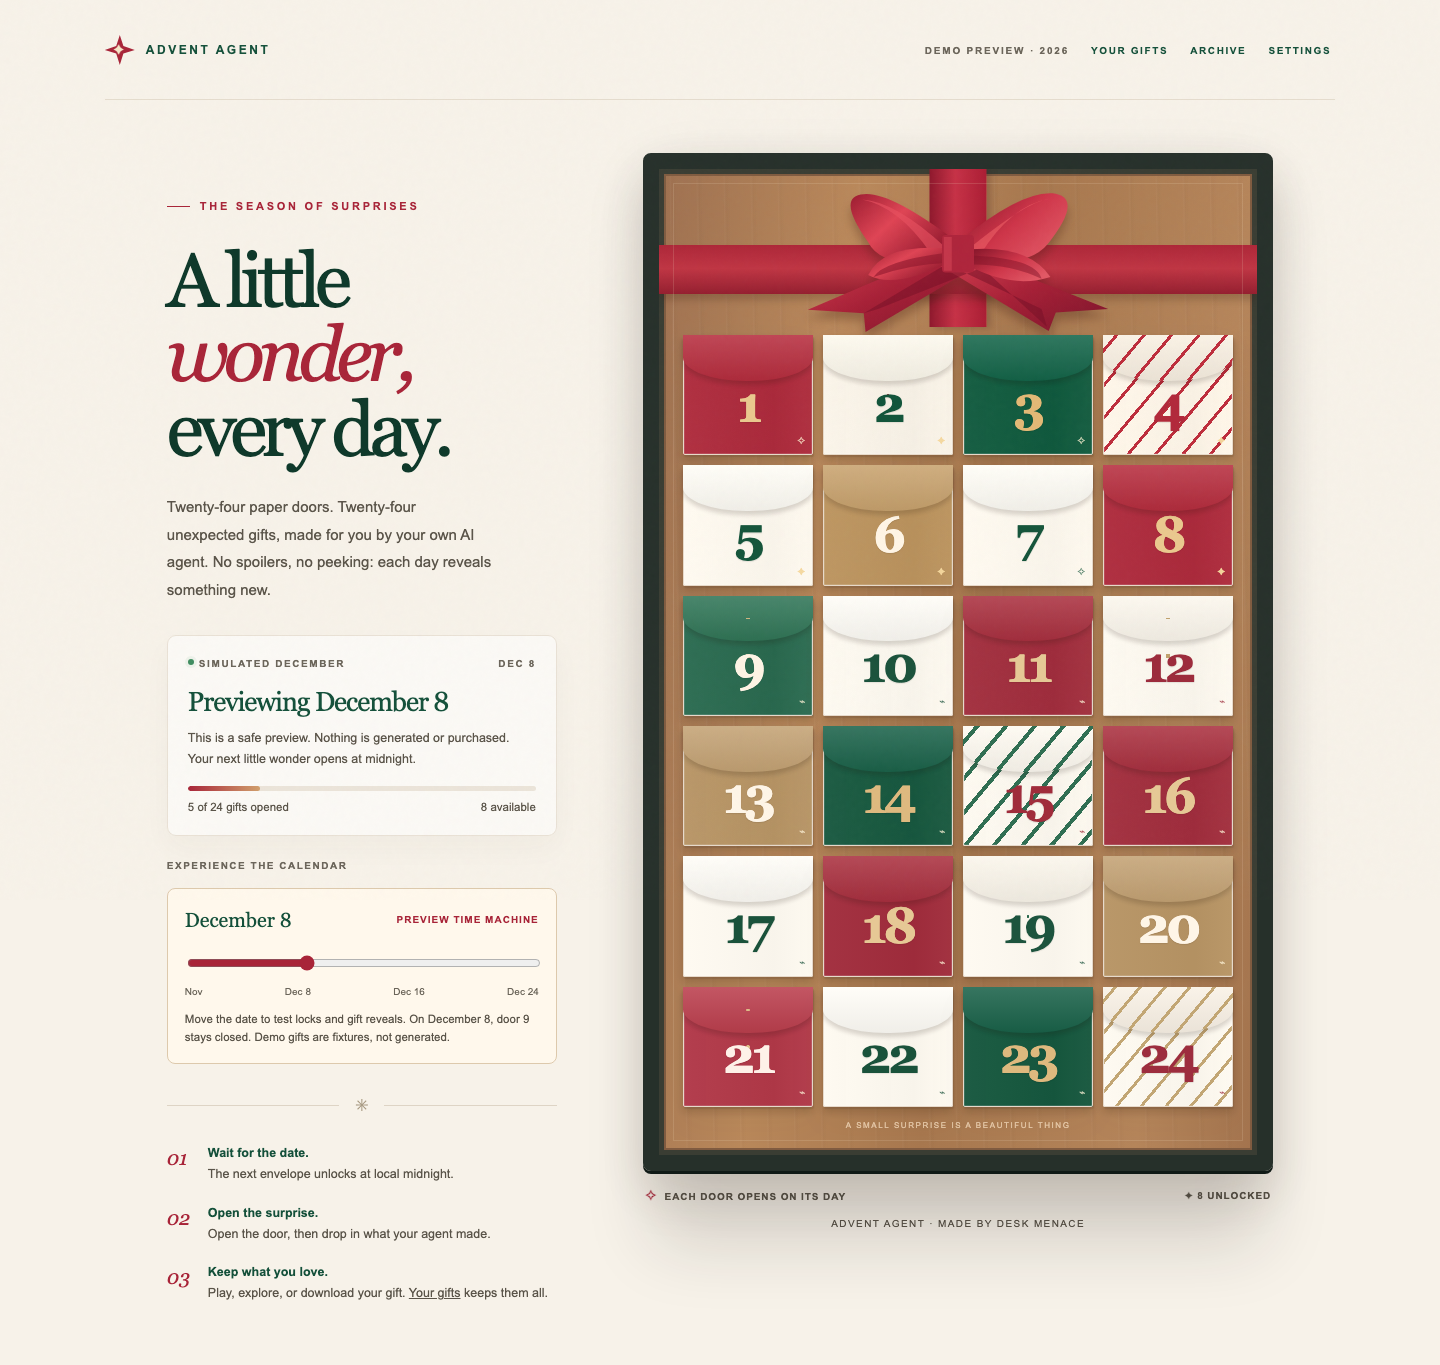 ADVENT AGENT
DEMO PREVIEW · 2026 YOUR GIFTS ARCHIVE SETTINGS
THE SEASON OF SURPRISES
A little
wonder,
every day.
Twenty-four paper doors. Twenty-four
unexpected gifts, made for you by your own AI
agent. No spoilers, no peeking: each day reveals
something new.
SIMULATED DECEMBER DEC 8
Previewing December 8
This is a safe preview. Nothing is generated or purchased.
Your next little wonder opens at midnight.
5 of 24 gifts opened 8 available
EXPERIENCE THE CALENDAR
December 8 PREVIEW TIME MACHINE
Nov Dec 8 Dec 16 Dec 24
Move the date to test locks and gift reveals. On December 8, door 9
stays closed. Demo gifts are fixtures, not generated.
01 Wait for the date.
The next envelope unlocks at local midnight.
02 Open the surprise.
Open the door, then drop in what your agent made.
03 Keep what you love.
Play, explore, or download your gift. Your gifts keeps them all.
1 2 3 4
5 6 7 8
9 10 11 12
13 14 15 16
17 18 19 20
21 22 23 24
A SMALL SURPRISE IS A BEAUTIFUL THING
EACH DOOR OPENS ON ITS DAY 8 UNLOCKED
ADVENT AGENT · MADE BY DESK MENACE